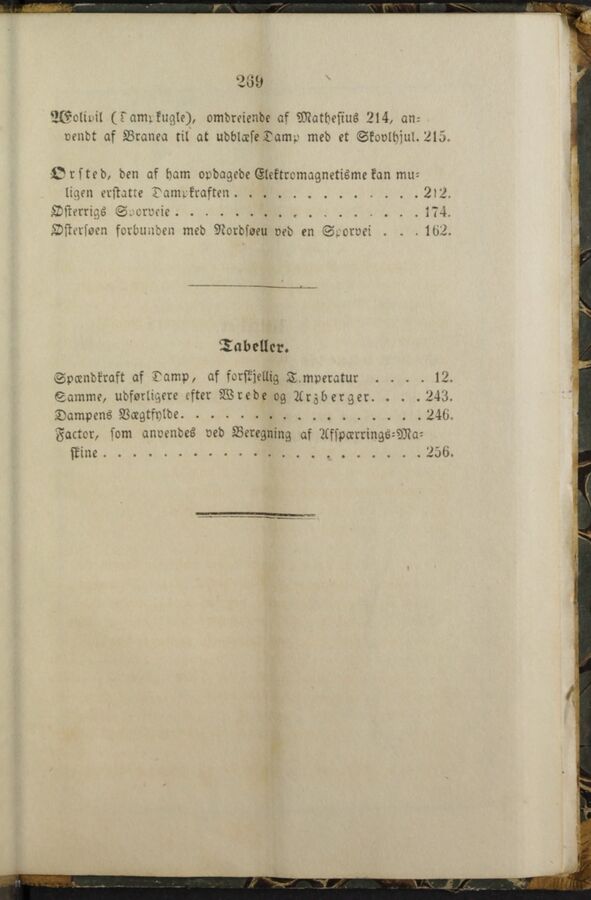 269
Æolipil (Dampkugle), omdreiende af Mathesius 214, an-
vendt af Branca til at udblæse Damp med et Skovlhjul. 215.
Ørsted, den af ham opdagede Elektromagnetisme kan mu-
ligen erstatte Dampkraften . . . . . . . . . . . . . 212.
Østerrigs Sporveie . . . . . . . . . . . . . . . . . 174.
Østersøen forbunden med Nordsøen ved en Sporvei . . . 162.
Tabeller.
Spændkraft af Damp, af forskjellig Temperatur . . . . 12.
Samme, udførligere efter Wrede og Arzberger. . . . 243.
Dampens Vægtfylde. . . . . . . . . . . . . . . . . 246.
Factor, som anvendes ved Beregning af Afspærrings-Ma-
skine . . . . . . . . . . . . . . . . . . . . . . 256.